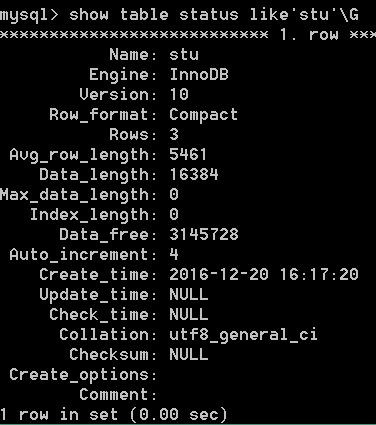 mysql> show table status like'stu'\G
*************************** 1. row ***
Name: stu
Engine: InnoDB
Version: 10
Row_format: Compact
Rows: 3
Avg_row_length: 5461
Data_length: 16384
Max_data_length: 0
Index_length: 0
Data_free: 3145728
Auto_increment: 4
Create_time: 2016-12-20 16:17:20
Update_time: NULL
Check_time: NULL
Collation: utf8_general_ci
Checksum: NULL
Create_options:
Comment:
1 row in set (0.00 sec)